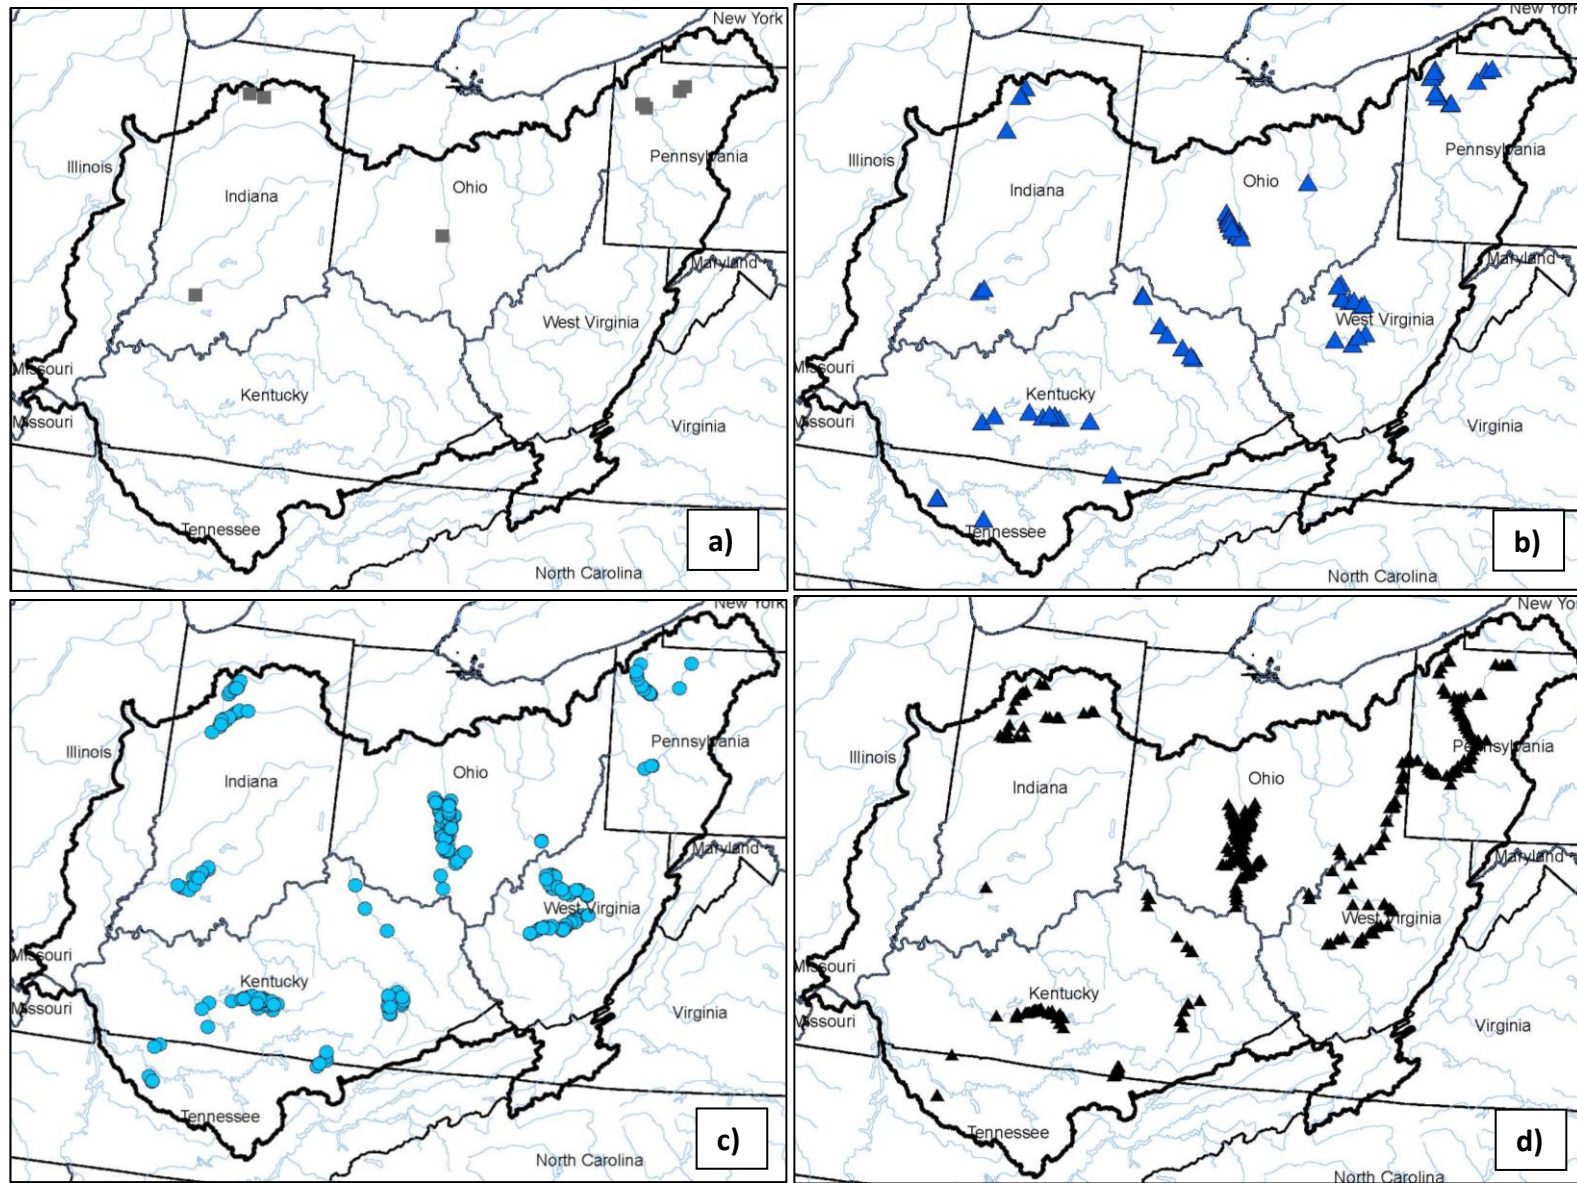 New York
Illinois
Indiana
Ohio
Pennsylvania
Maryland
West Virginia
Missouri
Kentucky
Missouri
Virginia
Tennessee
North Carolina
a)
New York
Illinois
Indiana
Ohio
Pennsylvania
Maryland
West Virginia
Missouri
Kentucky
Missouri
Virginia
Tennessee
North Carolina
b)
New York
Illinois
Indiana
Ohio
Pennsylvania
Maryland
West Virginia
Missouri
Kentucky
Missouri
Virginia
Tennessee
North Carolina
c)
New York
Illinois
Indiana
Ohio
Pennsylvania
Maryland
West Virginia
Missouri
Kentucky
Missouri
Virginia
Tennessee
North Carolina
d)